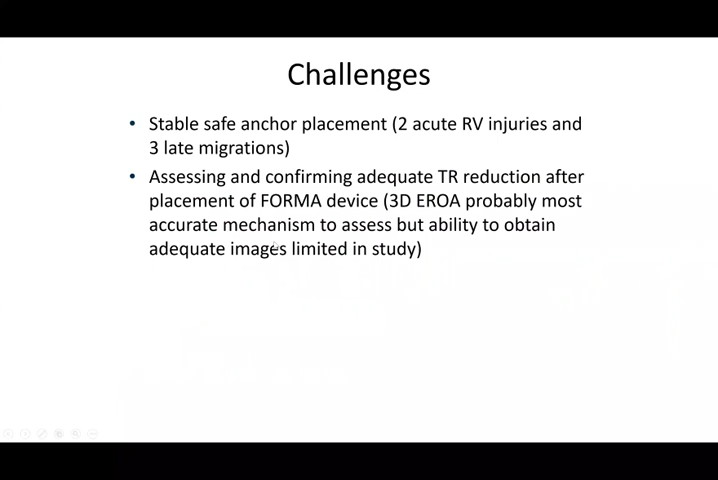 Challenges
• Stable safe anchor placement (2 acute RV injuries and
3 late migrations)
• Assessing and confirming adequate TR reduction after
placement of FORMA device (3D EROA probably most
accurate mechanism to assess but ability to obtain
adequate images limited in study)